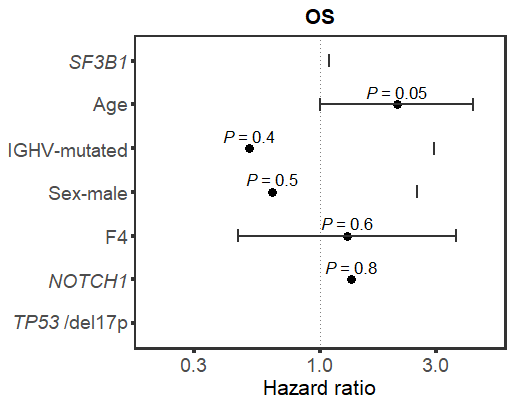 OS
SF3B1
Age
P = 0.05
IGHV-mutated
P = 0.4
Sex-male
P = 0.5
F4
P = 0.6
NOTCH1
P = 0.8
TP53 /del17p
0.3 1.0 3.0
Hazard ratio